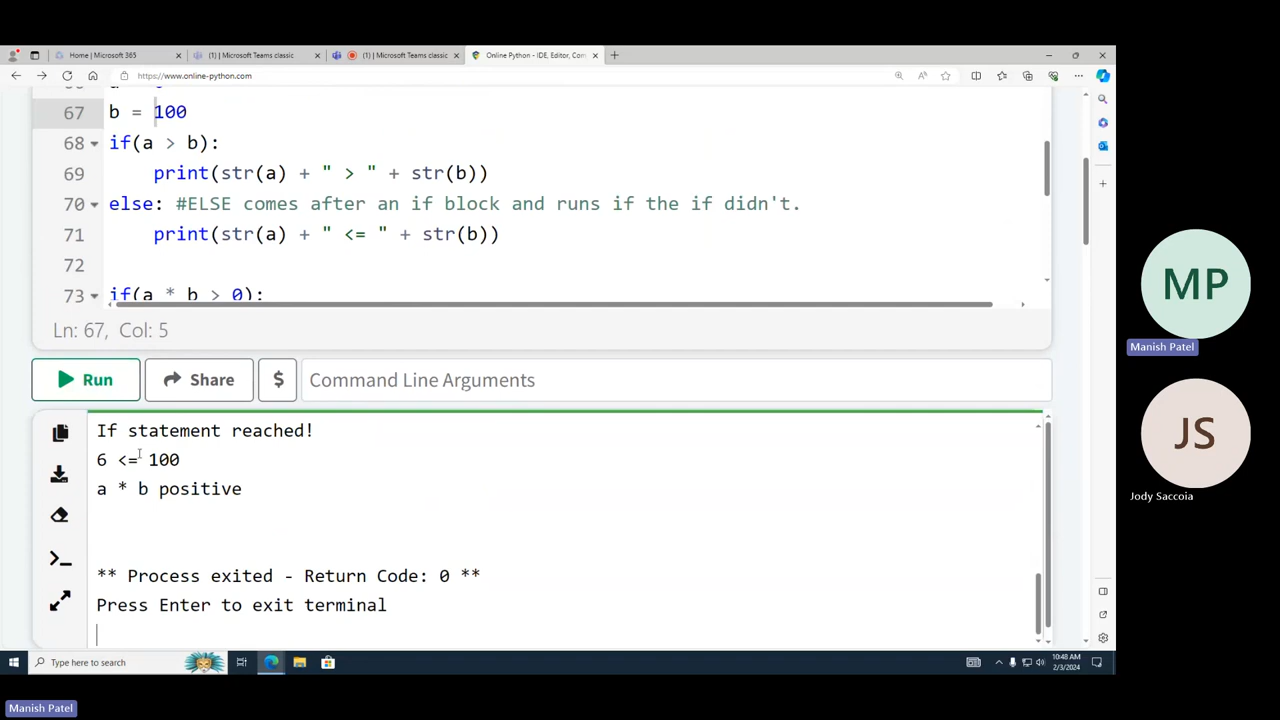 Home | Microsoft 365
(1) | Microsoft Teams classic
(1) | Microsoft Teams classic
Online Python - IDE, Editor, Com
https://www.online-python.com
67 b = 100
68 if(a > b):
69 print(str(a) + " > " + str(b))
70 else: #ELSE comes after an if block and runs if the if didn't.
71 print(str(a) + " <= " + str(b))
72
73 if(a * b > 0):
Ln: 67, Col: 5
Run
Share
$
Command Line Arguments
If statement reached!
6 <= 100
a * b positive
** Process exited - Return Code: 0 **
Press Enter to exit terminal
MP
Manish Patel
JS
Jody Saccoia
Type here to search
10:48 AM
2/3/2024
Manish Patel